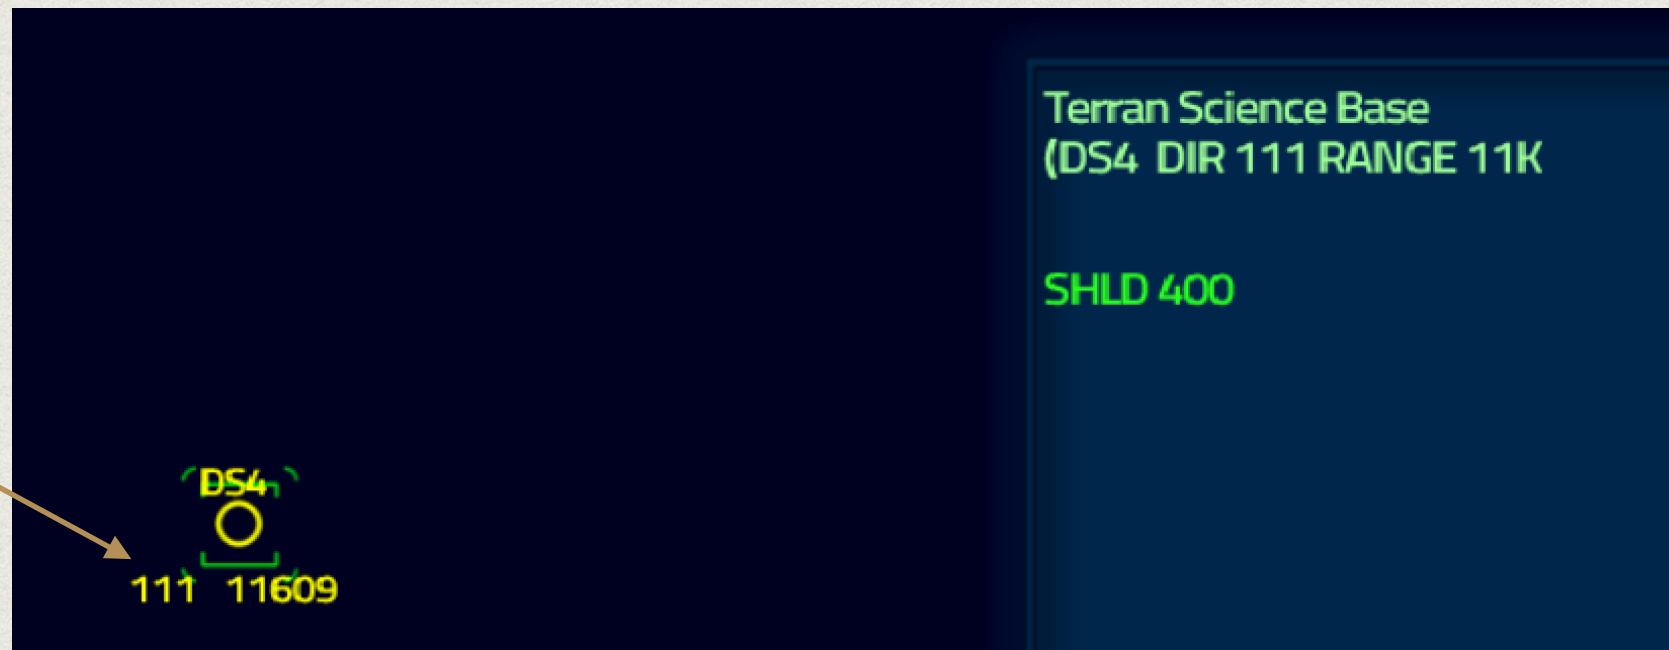 Terran Science Base
(DS4  DIR 111 RANGE 11K
SHLD 400
DS4
111  11609